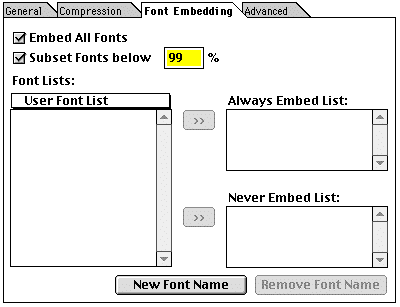 General Compression Font Embedding Advanced
Embed All Fonts
Subset Fonts below 99 %
Font Lists:
User Font List
>> Always Embed List:
>> Never Embed List:
New Font Name Remove Font Name